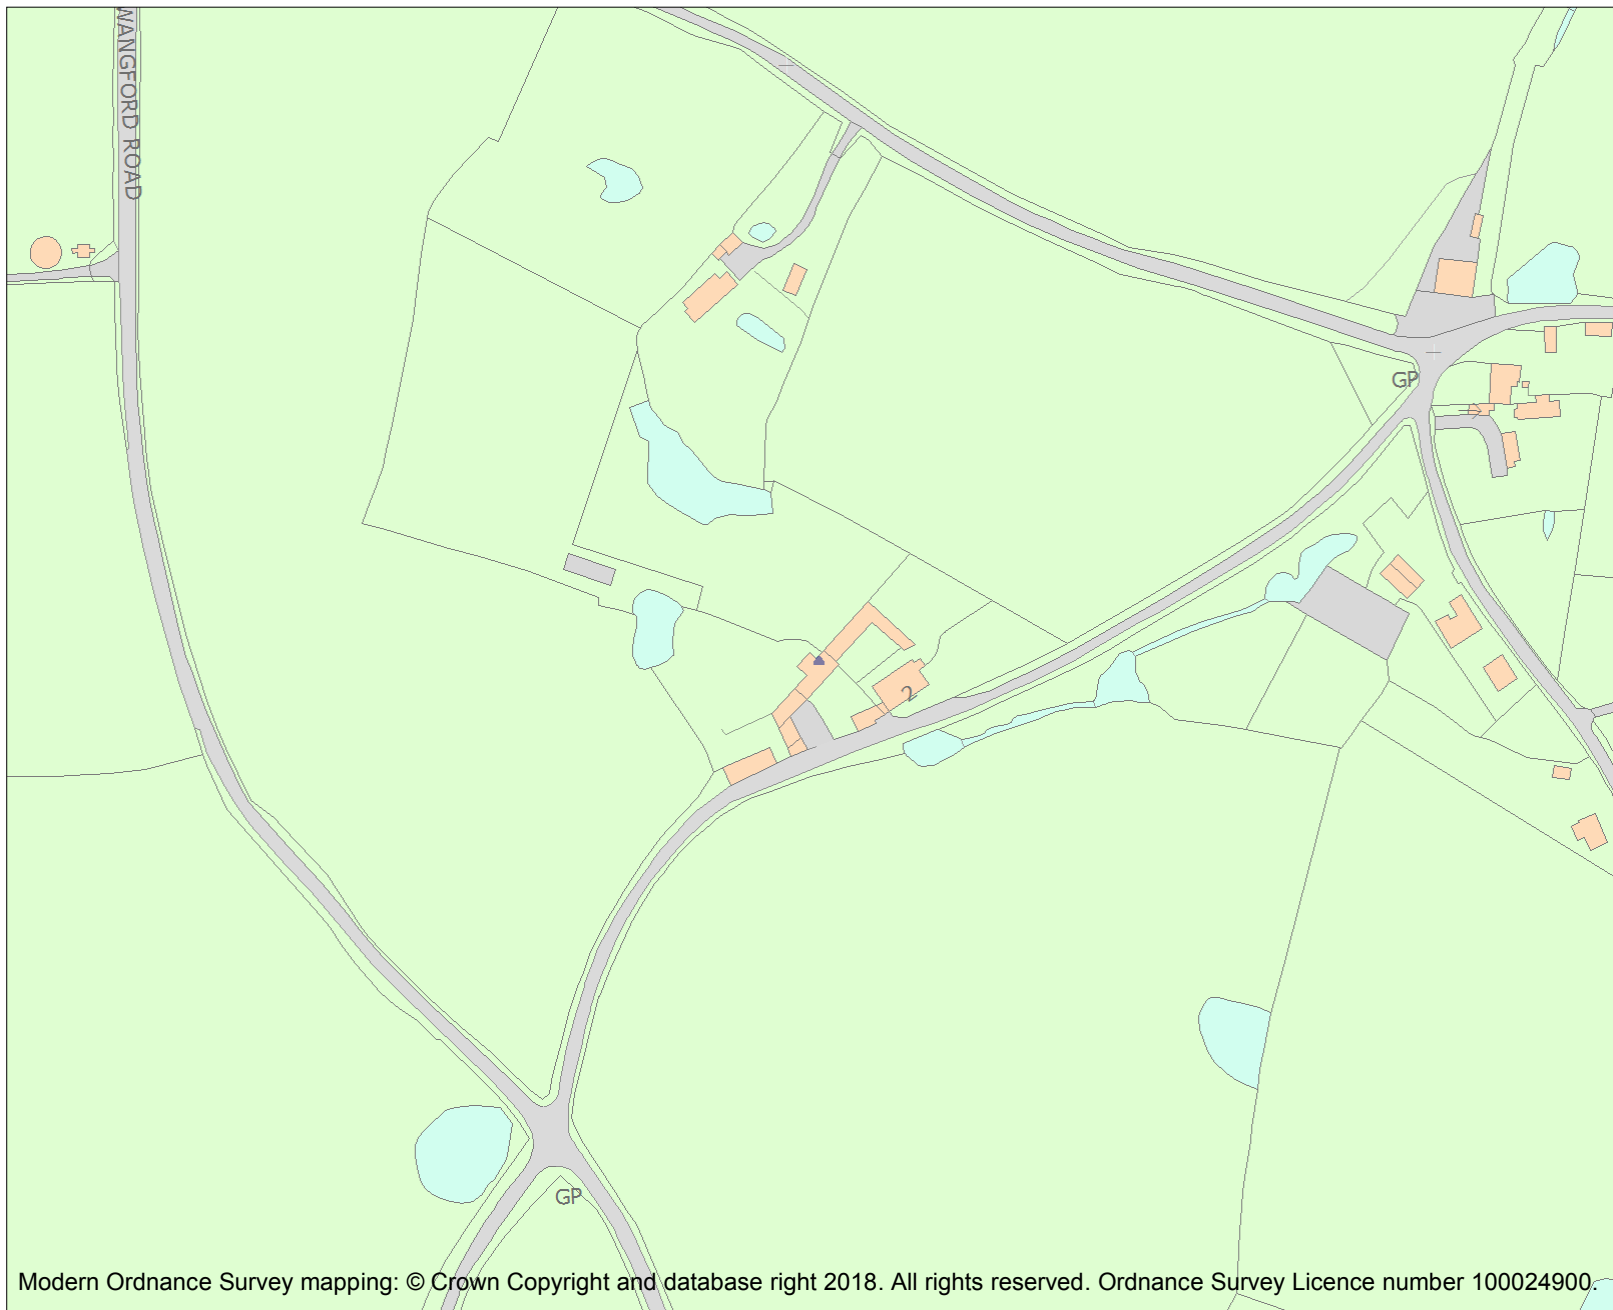 WANGFORD ROAD
GP
2
GP
Modern Ordnance Survey mapping: © Crown Copyright and database right 2018. All rights reserved. Ordnance Survey Licence number 100024900.